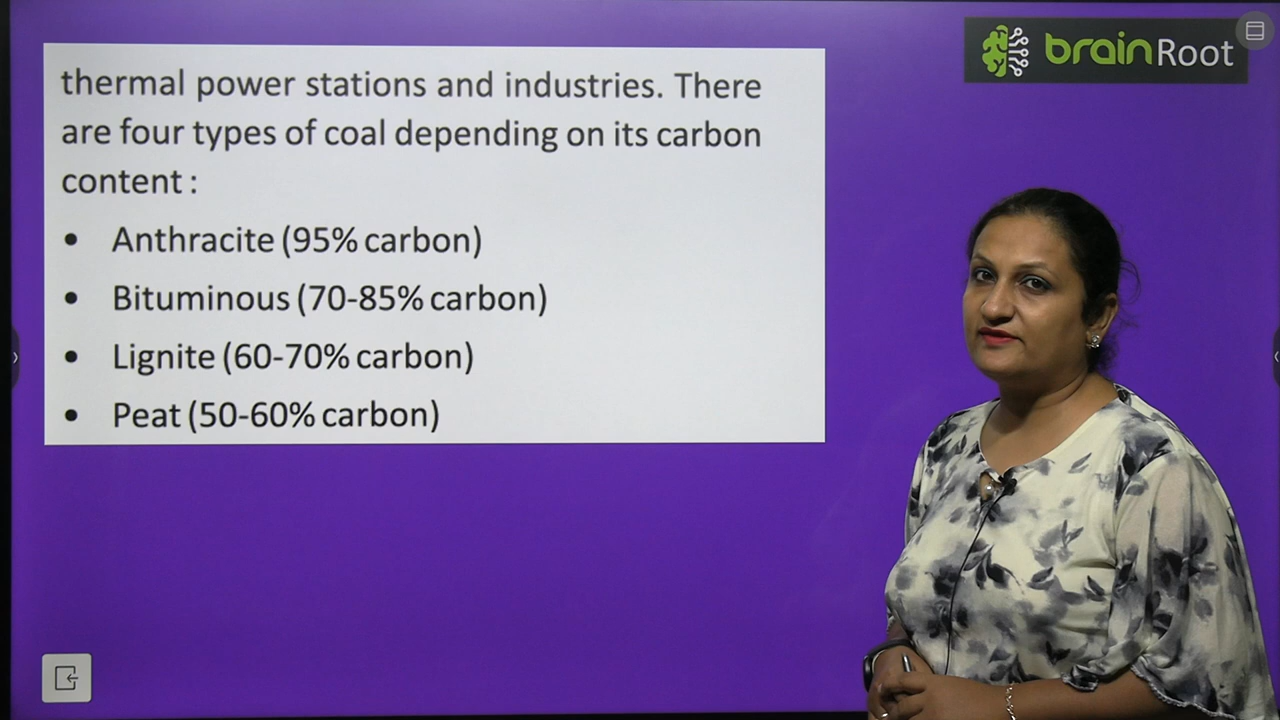 brainRoot
thermal power stations and industries. There
are four types of coal depending on its carbon
content :
• Anthracite (95% carbon)
• Bituminous (70-85% carbon)
• Lignite (60-70% carbon)
• Peat (50-60% carbon)